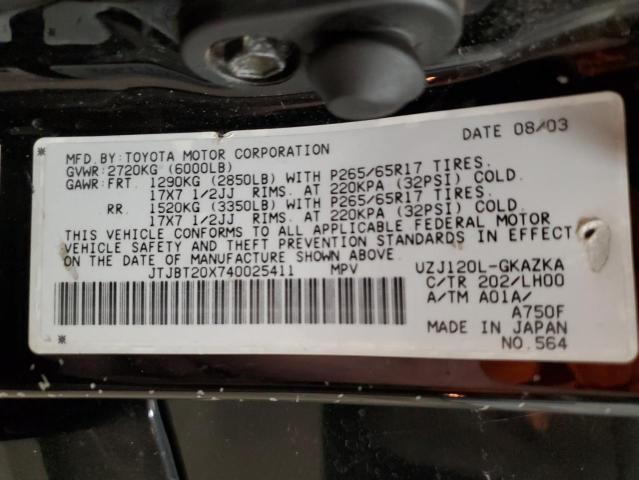 DATE 08/03
MFD.BY:TOYOTA MOTOR CORPORATION
GVWR:2720KG (6000LB)
GAWR:FRT. 1290KG (2850LB) WITH P265/65R17 TIRES.
17X7 1/2JJ RIMS. AT 220KPA (32PSI) COLD.
RR. 1520KG (3350LB) WITH P265/65R17 TIRES.
17X7 1/2JJ RIMS. AT 220KPA (32PSI) COLD.
THIS VEHICLE CONFORMS TO ALL APPLICABLE FEDERAL MOTOR
VEHICLE SAFETY AND THEFT PREVENTION STANDARDS IN EFFECT
ON THE DATE OF MANUFACTURE SHOWN ABOVE.
JTJBT20X740025411 MPV UZJ120L-GKAZKA
C/TR 202/LH00
A/TM A01A/
A750F
MADE IN JAPAN
NO.564